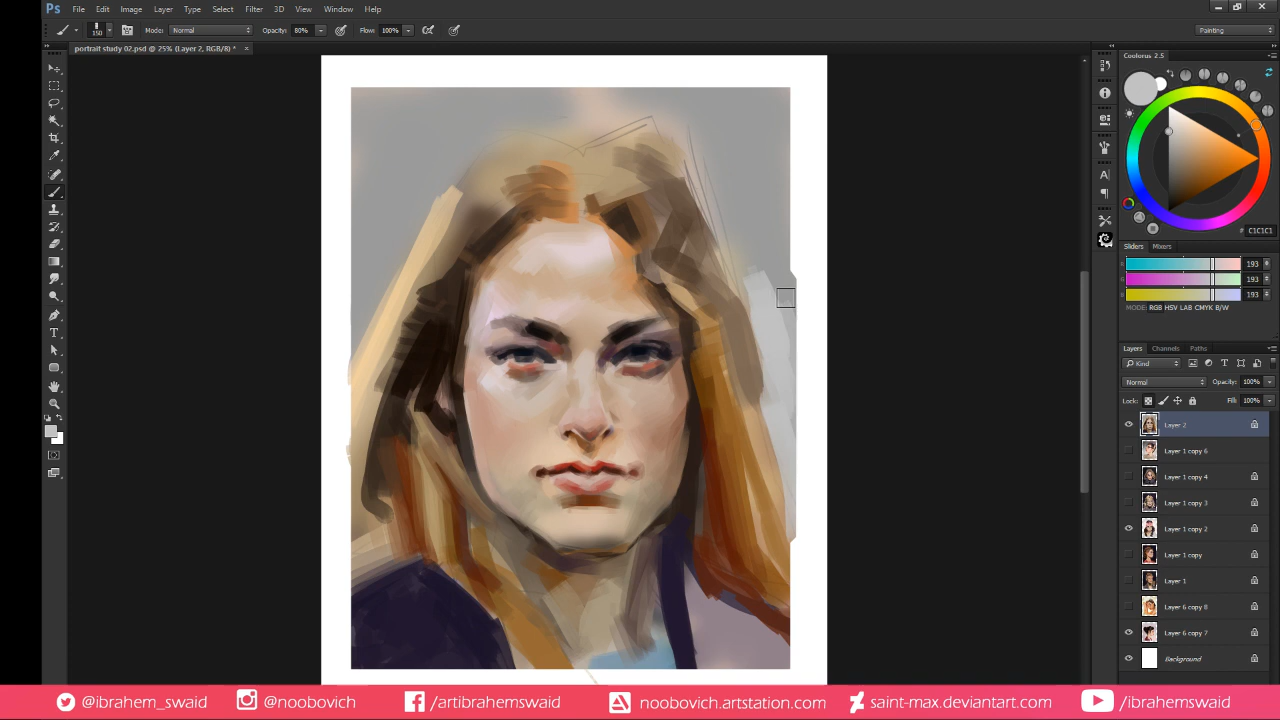 Ps File Edit Image Layer Type Select Filter 3D View Window Help
150 Mode: Normal Opacity: 80% Flow: 100% Painting
portrait study 02.psd @ 25% (Layer 2, RGB/8) * ×
Coolorus 2.5
# C1C1C1
Sliders Mixers
R 193
G 193
B 193
MODE: RGB HSV LAB CMYK B/W
Layers Channels Paths
Kind
Normal Opacity: 100%
Lock: Fill: 100%
Layer 2
Layer 1 copy 6
Layer 1 copy 4
Layer 1 copy 3
Layer 1 copy 2
Layer 1 copy
Layer 1
Layer 6 copy 8
Layer 6 copy 7
Background
@ibrahem_swaid @noobovich /artibrahemswaid noobovich.artstation.com saint-max.deviantart.com /ibrahemswaid